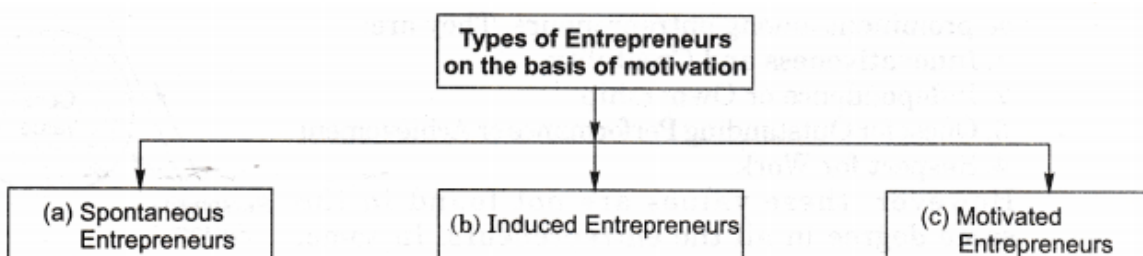 Types of Entrepreneurs
on the basis of motivation
(a) Spontaneous
Entrepreneurs
(b) Induced Entrepreneurs
(c) Motivated
Entrepreneurs